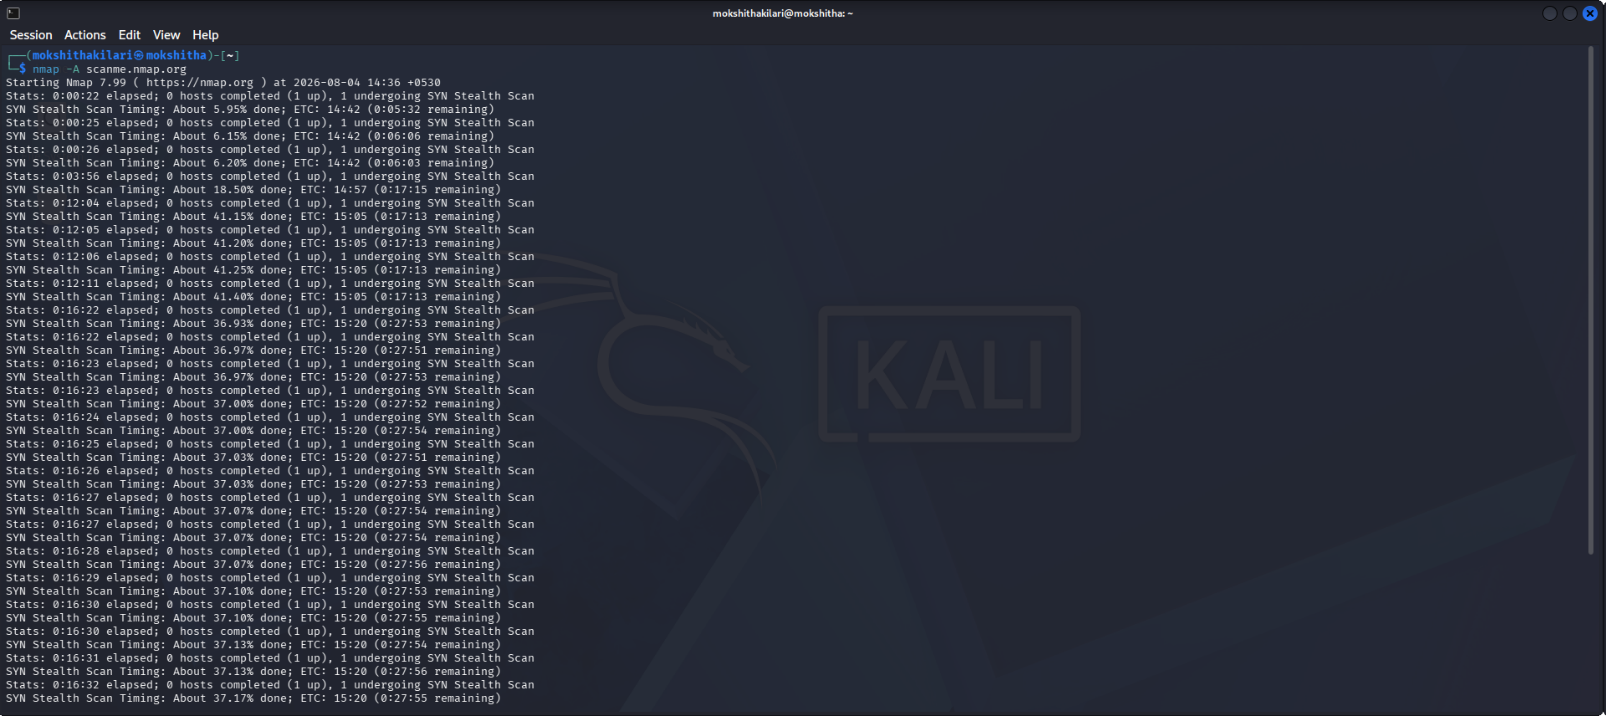 mokshithakilari@mokshitha: ~
Session Actions Edit View Help
┌──(mokshithakilari㉿mokshitha)-[~]
└─$ nmap -A scanme.nmap.org
Starting Nmap 7.99 ( https://nmap.org ) at 2026-08-04 14:36 +0530
Stats: 0:00:22 elapsed; 0 hosts completed (1 up), 1 undergoing SYN Stealth Scan
SYN Stealth Scan Timing: About 5.95% done; ETC: 14:42 (0:05:32 remaining)
Stats: 0:00:25 elapsed; 0 hosts completed (1 up), 1 undergoing SYN Stealth Scan
SYN Stealth Scan Timing: About 6.15% done; ETC: 14:42 (0:06:06 remaining)
Stats: 0:00:26 elapsed; 0 hosts completed (1 up), 1 undergoing SYN Stealth Scan
SYN Stealth Scan Timing: About 6.20% done; ETC: 14:42 (0:06:03 remaining)
Stats: 0:03:56 elapsed; 0 hosts completed (1 up), 1 undergoing SYN Stealth Scan
SYN Stealth Scan Timing: About 18.50% done; ETC: 14:57 (0:17:15 remaining)
Stats: 0:12:04 elapsed; 0 hosts completed (1 up), 1 undergoing SYN Stealth Scan
SYN Stealth Scan Timing: About 41.15% done; ETC: 15:05 (0:17:13 remaining)
Stats: 0:12:05 elapsed; 0 hosts completed (1 up), 1 undergoing SYN Stealth Scan
SYN Stealth Scan Timing: About 41.20% done; ETC: 15:05 (0:17:13 remaining)
Stats: 0:12:06 elapsed; 0 hosts completed (1 up), 1 undergoing SYN Stealth Scan
SYN Stealth Scan Timing: About 41.25% done; ETC: 15:05 (0:17:13 remaining)
Stats: 0:12:11 elapsed; 0 hosts completed (1 up), 1 undergoing SYN Stealth Scan
SYN Stealth Scan Timing: About 41.40% done; ETC: 15:05 (0:17:13 remaining)
Stats: 0:16:22 elapsed; 0 hosts completed (1 up), 1 undergoing SYN Stealth Scan
SYN Stealth Scan Timing: About 36.93% done; ETC: 15:20 (0:27:53 remaining)
Stats: 0:16:22 elapsed; 0 hosts completed (1 up), 1 undergoing SYN Stealth Scan
SYN Stealth Scan Timing: About 36.97% done; ETC: 15:20 (0:27:51 remaining)
Stats: 0:16:23 elapsed; 0 hosts completed (1 up), 1 undergoing SYN Stealth Scan
SYN Stealth Scan Timing: About 36.97% done; ETC: 15:20 (0:27:53 remaining)
Stats: 0:16:23 elapsed; 0 hosts completed (1 up), 1 undergoing SYN Stealth Scan
SYN Stealth Scan Timing: About 37.00% done; ETC: 15:20 (0:27:52 remaining)
Stats: 0:16:24 elapsed; 0 hosts completed (1 up), 1 undergoing SYN Stealth Scan
SYN Stealth Scan Timing: About 37.00% done; ETC: 15:20 (0:27:54 remaining)
Stats: 0:16:25 elapsed; 0 hosts completed (1 up), 1 undergoing SYN Stealth Scan
SYN Stealth Scan Timing: About 37.03% done; ETC: 15:20 (0:27:51 remaining)
Stats: 0:16:26 elapsed; 0 hosts completed (1 up), 1 undergoing SYN Stealth Scan
SYN Stealth Scan Timing: About 37.03% done; ETC: 15:20 (0:27:53 remaining)
Stats: 0:16:27 elapsed; 0 hosts completed (1 up), 1 undergoing SYN Stealth Scan
SYN Stealth Scan Timing: About 37.07% done; ETC: 15:20 (0:27:54 remaining)
Stats: 0:16:27 elapsed; 0 hosts completed (1 up), 1 undergoing SYN Stealth Scan
SYN Stealth Scan Timing: About 37.07% done; ETC: 15:20 (0:27:54 remaining)
Stats: 0:16:28 elapsed; 0 hosts completed (1 up), 1 undergoing SYN Stealth Scan
SYN Stealth Scan Timing: About 37.07% done; ETC: 15:20 (0:27:56 remaining)
Stats: 0:16:29 elapsed; 0 hosts completed (1 up), 1 undergoing SYN Stealth Scan
SYN Stealth Scan Timing: About 37.10% done; ETC: 15:20 (0:27:53 remaining)
Stats: 0:16:30 elapsed; 0 hosts completed (1 up), 1 undergoing SYN Stealth Scan
SYN Stealth Scan Timing: About 37.10% done; ETC: 15:20 (0:27:55 remaining)
Stats: 0:16:30 elapsed; 0 hosts completed (1 up), 1 undergoing SYN Stealth Scan
SYN Stealth Scan Timing: About 37.13% done; ETC: 15:20 (0:27:54 remaining)
Stats: 0:16:31 elapsed; 0 hosts completed (1 up), 1 undergoing SYN Stealth Scan
SYN Stealth Scan Timing: About 37.13% done; ETC: 15:20 (0:27:56 remaining)
Stats: 0:16:32 elapsed; 0 hosts completed (1 up), 1 undergoing SYN Stealth Scan
SYN Stealth Scan Timing: About 37.17% done; ETC: 15:20 (0:27:55 remaining)
KALI